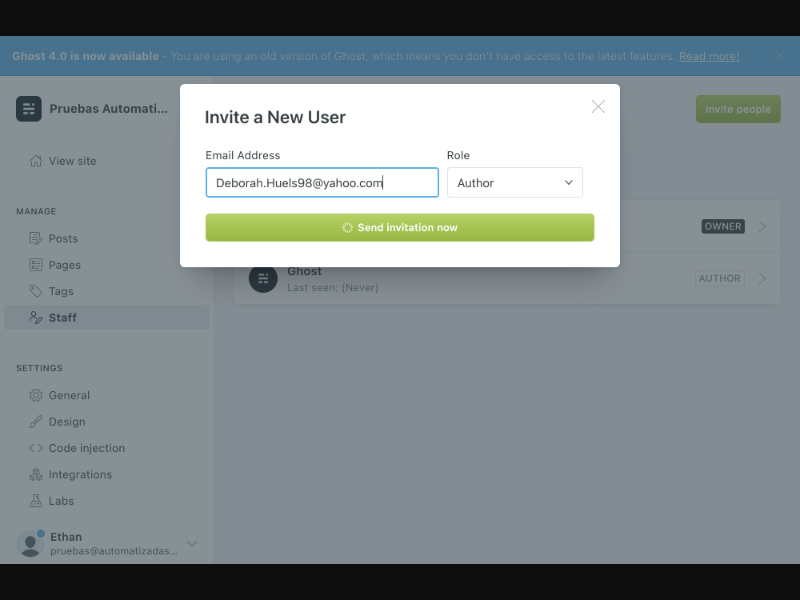 Ghost 4.0 is now available - You are using an old version of Ghost, which means you don't have access to the latest features. Read more!
Pruebas Automati...
Invite people
View site
MANAGE
Posts
Pages
Tags
Staff
SETTINGS
General
Design
Code injection
Integrations
Labs
Ethan
pruebas@automatizadas...
Invite a New User
Email Address
Role
Deborah.Huels98@yahoo.com
Author
Send invitation now
OWNER
Ghost
Last seen: (Never)
AUTHOR